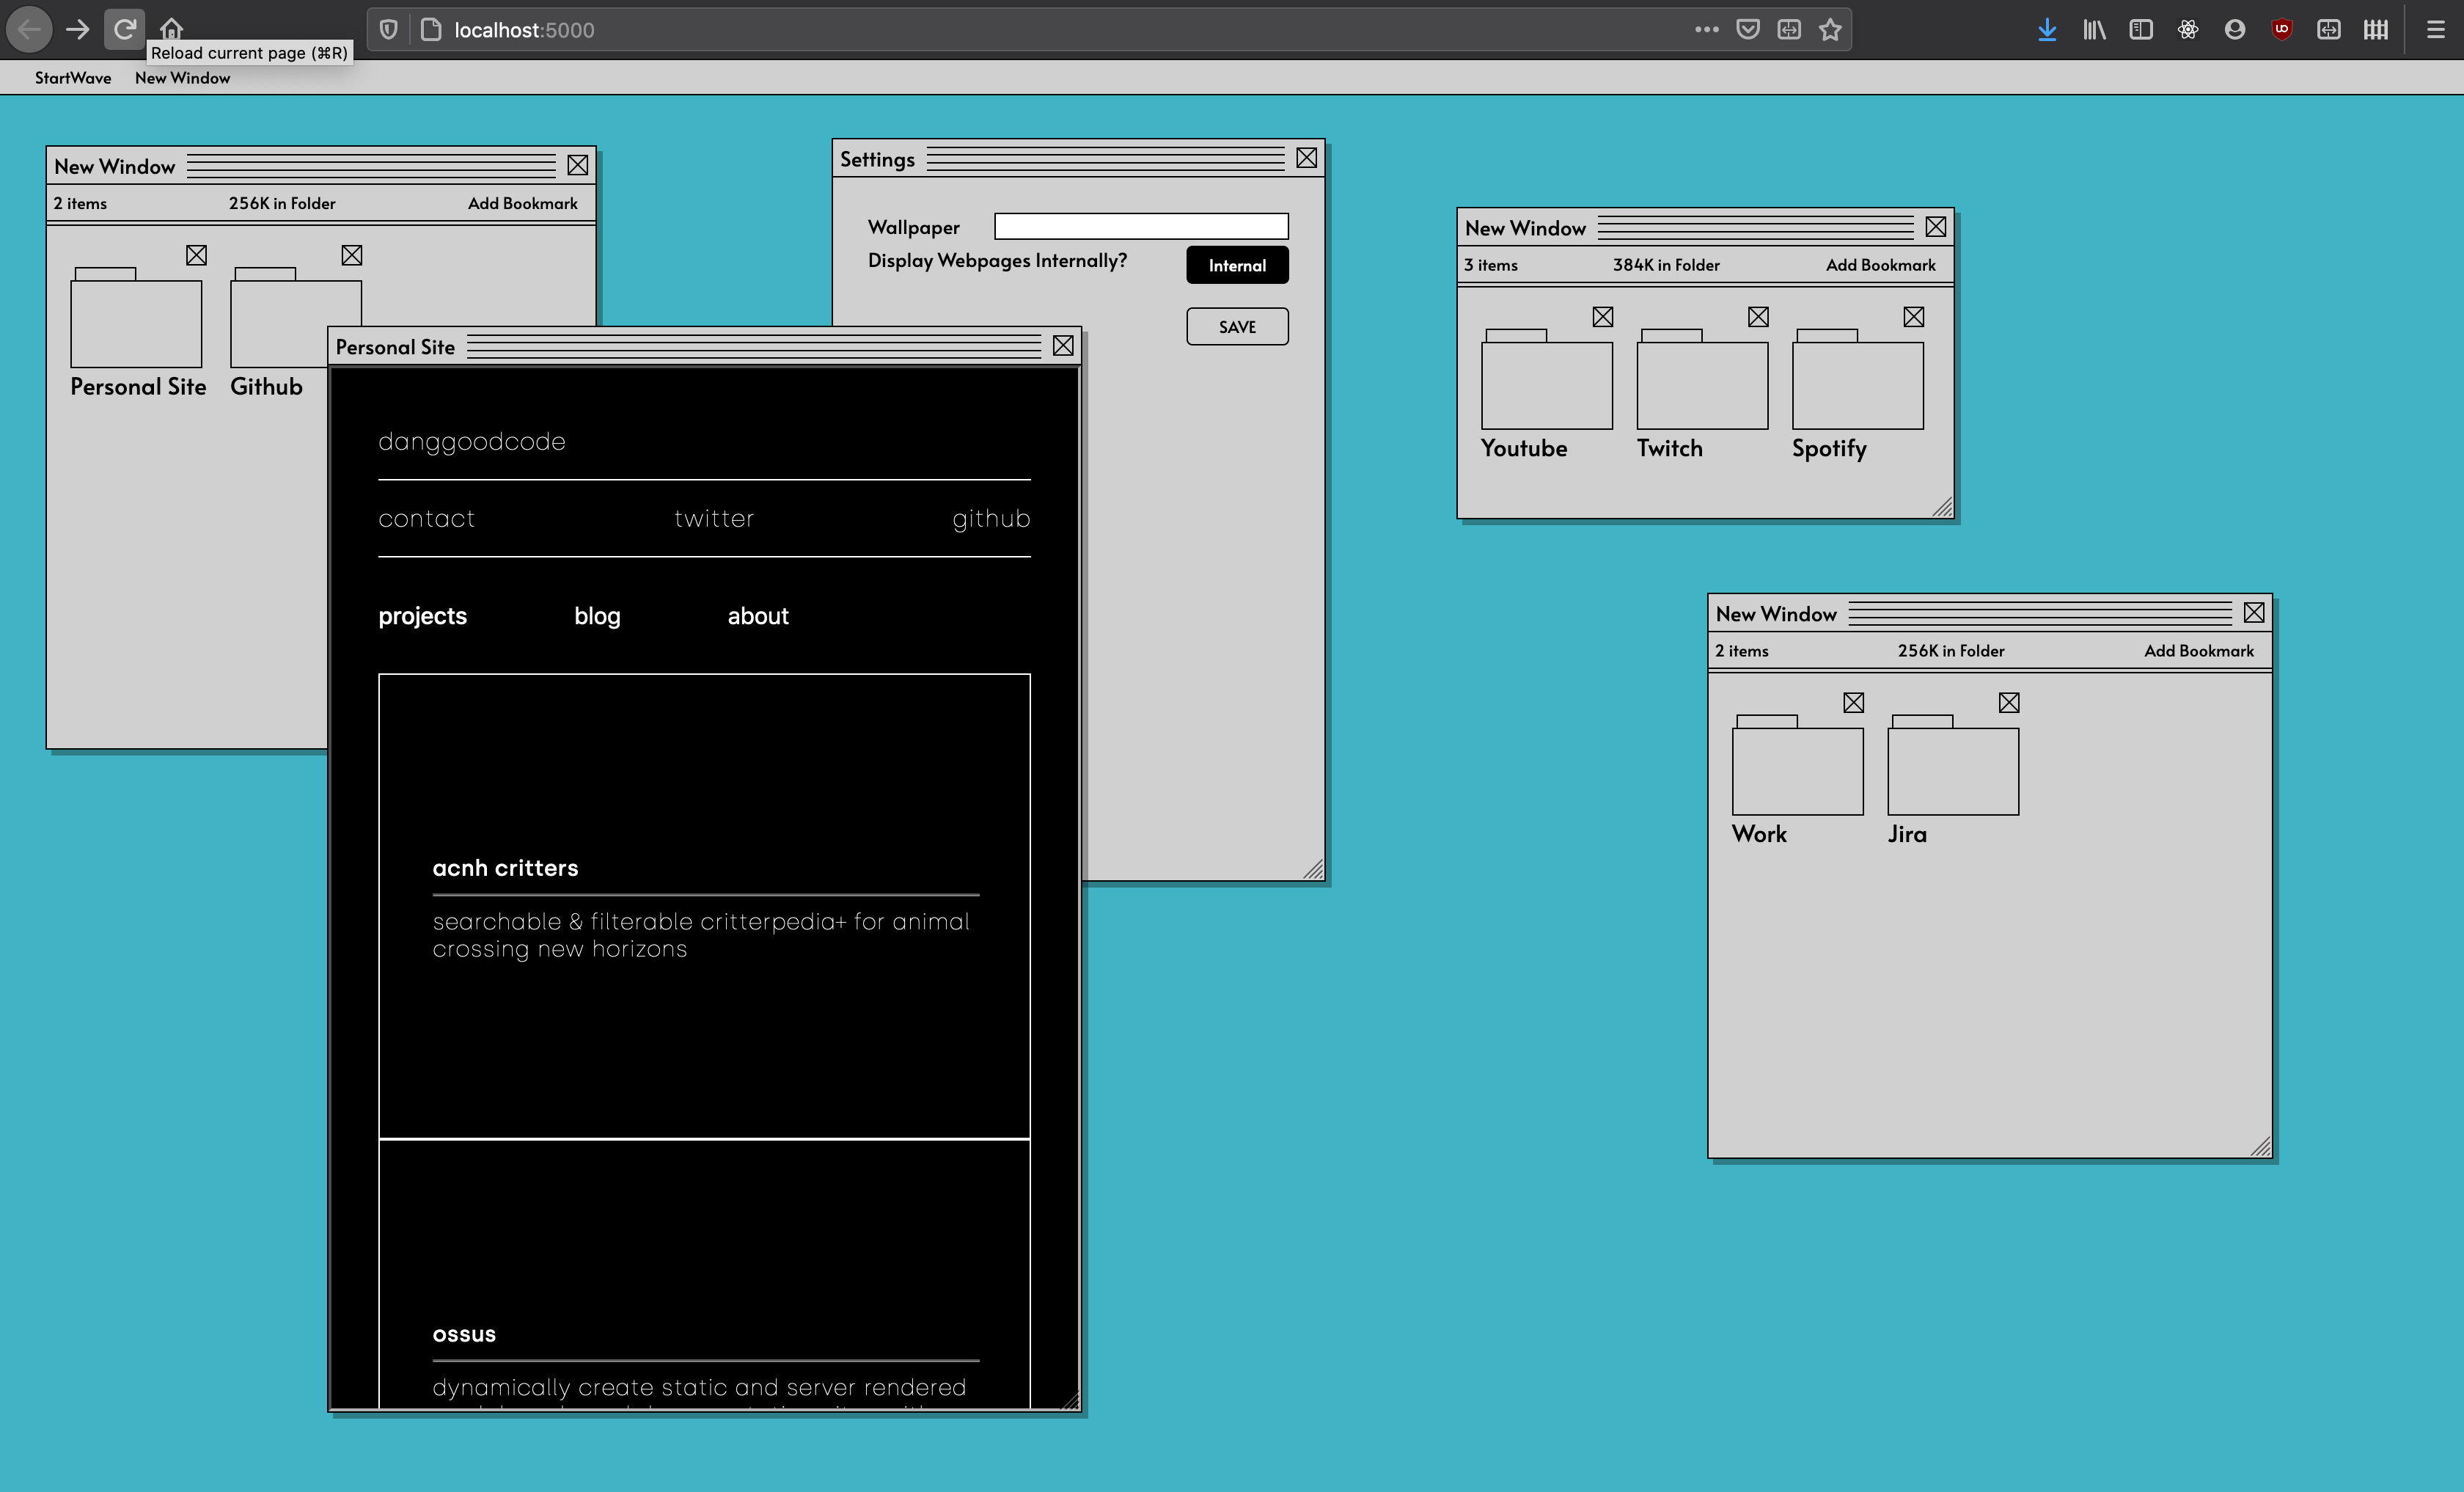 localhost:5000
Reload current page (⌘R)
StartWave New Window
New Window
2 items 256K in Folder Add Bookmark
Personal Site Github
Settings
Wallpaper
Display Webpages Internally? Internal
SAVE
New Window
3 items 384K in Folder Add Bookmark
Youtube Twitch Spotify
Personal Site
danggoodcode
contact twitter github
projects blog about
acnh critters
searchable & filterable critterpedia+ for animal
crossing new horizons
ossus
dynamically create static and server rendered
New Window
2 items 256K in Folder Add Bookmark
Work Jira